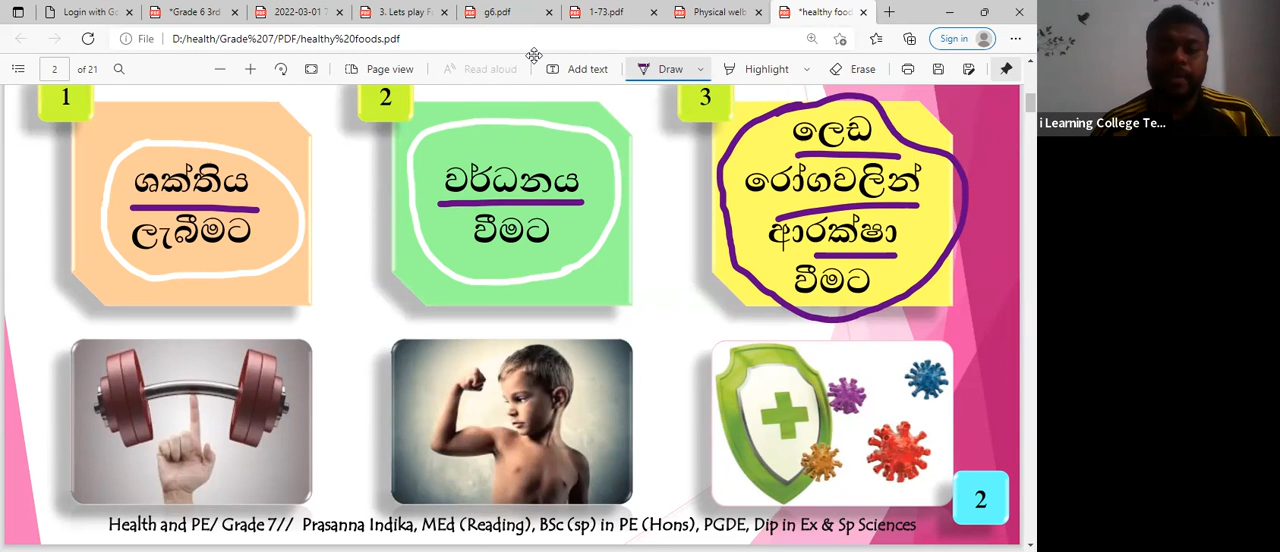 Login with Go
*Grade 6 3rd
2022-03-01 7
3. Lets play F
g6.pdf
1-73.pdf
Physical welb
*healthy food
File D:/health/Grade%207/PDF/healthy%20foods.pdf
Sign in
2 of 21
Page view
Read aloud
Add text
Draw
Highlight
Erase
1
ශක්තිය
ලැබීමට
2
වර්ධනය
වීමට
3
ලෙඩ
රෝගවලින්
ආරක්ෂා
වීමට
2
Health and PE/ Grade 7// Prasanna Indika, MEd (Reading), BSc (sp) in PE (Hons), PGDE, Dip in Ex & Sp Sciences
i Learning College Te...